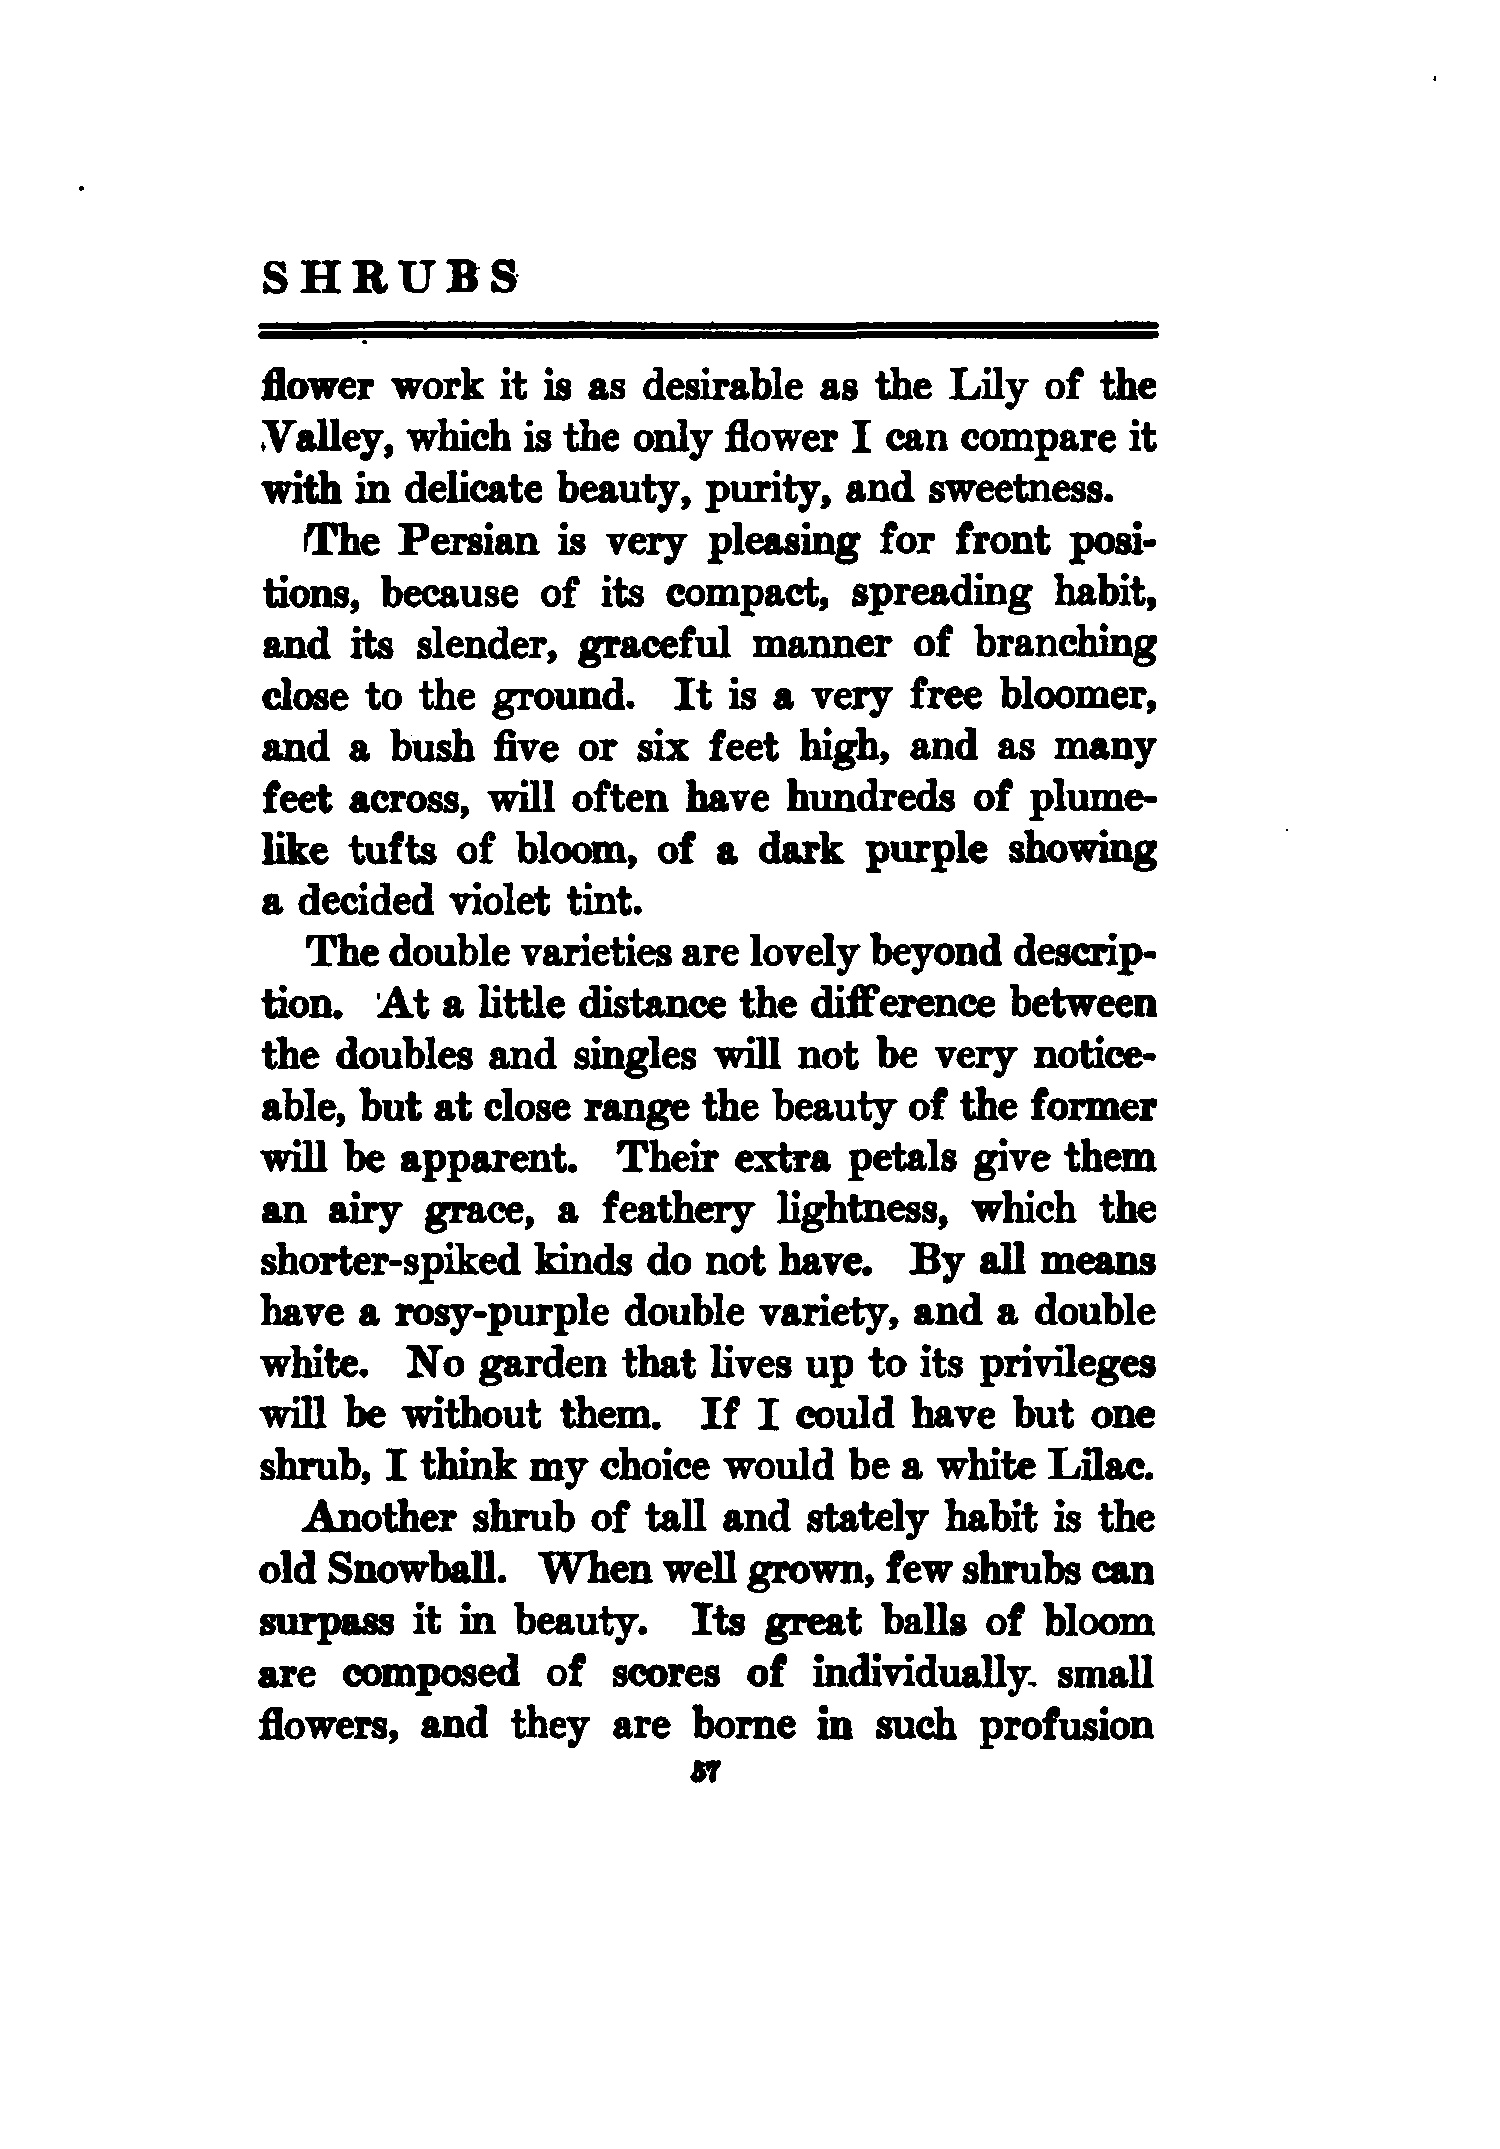 SHRUBS
flower work it is as desirable as the Lily of the
Valley, which is the only flower I can compare it
with in delicate beauty, purity, and sweetness.
The Persian is very pleasing for front posi-
tions, because of its compact, spreading habit,
and its slender, graceful manner of branching
close to the ground. It is a very free bloomer,
and a bush five or six feet high, and as many
feet across, will often have hundreds of plume-
like tufts of bloom, of a dark purple showing
a decided violet tint.
The double varieties are lovely beyond descrip-
tion. At a little distance the difference between
the doubles and singles will not be very notice-
able, but at close range the beauty of the former
will be apparent. Their extra petals give them
an airy grace, a feathery lightness, which the
shorter-spiked kinds do not have. By all means
have a rosy-purple double variety, and a double
white. No garden that lives up to its privileges
will be without them. If I could have but one
shrub, I think my choice would be a white Lilac.
Another shrub of tall and stately habit is the
old Snowball. When well grown, few shrubs can
surpass it in beauty. Its great balls of bloom
are composed of scores of individually small
flowers, and they are borne in such profusion
57